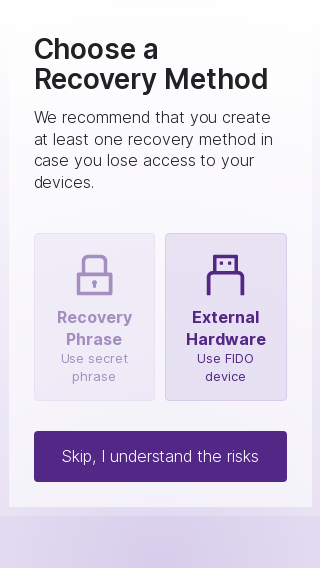 Choose a
Recovery Method
We recommend that you create
at least one recovery method in
case you lose access to your
devices.
Recovery
Phrase
Use secret
phrase
External
Hardware
Use FIDO
device
Skip, I understand the risks